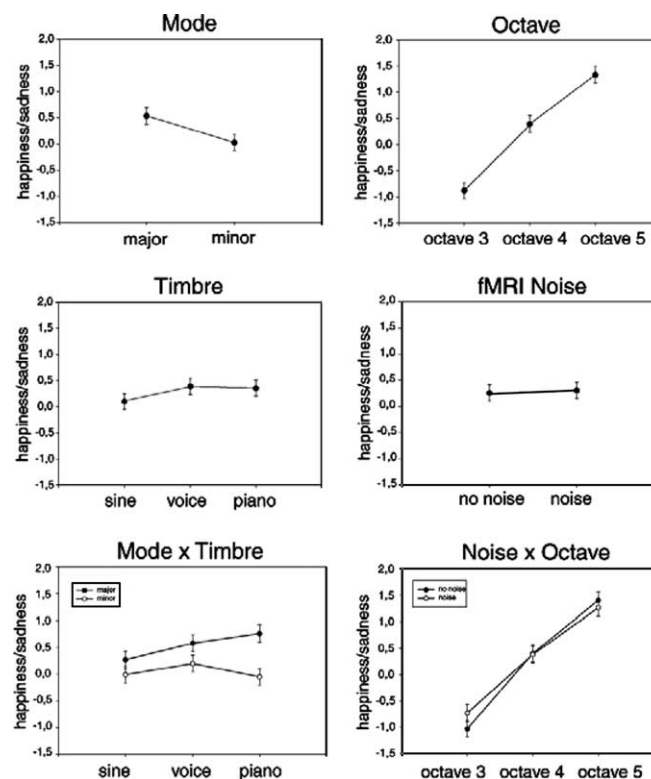 Mode
happiness/sadness
2,0
1,5
1,0
0,5
0,0
-0,5
-1,0
-1,5
major minor
Octave
happiness/sadness
2,0
1,5
1,0
0,5
0,0
-0,5
-1,0
-1,5
octave 3 octave 4 octave 5
Timbre
happiness/sadness
2,0
1,5
1,0
0,5
0,0
-0,5
-1,0
-1,5
sine voice piano
fMRI Noise
happiness/sadness
2,0
1,5
1,0
0,5
0,0
-0,5
-1,0
-1,5
no noise noise
Mode x Timbre
happiness/sadness
2,0
1,5
1,0
0,5
0,0
-0,5
-1,0
-1,5
major
minor
sine voice piano
Noise x Octave
happiness/sadness
2,0
1,5
1,0
0,5
0,0
-0,5
-1,0
-1,5
no noise
noise
octave 3 octave 4 octave 5